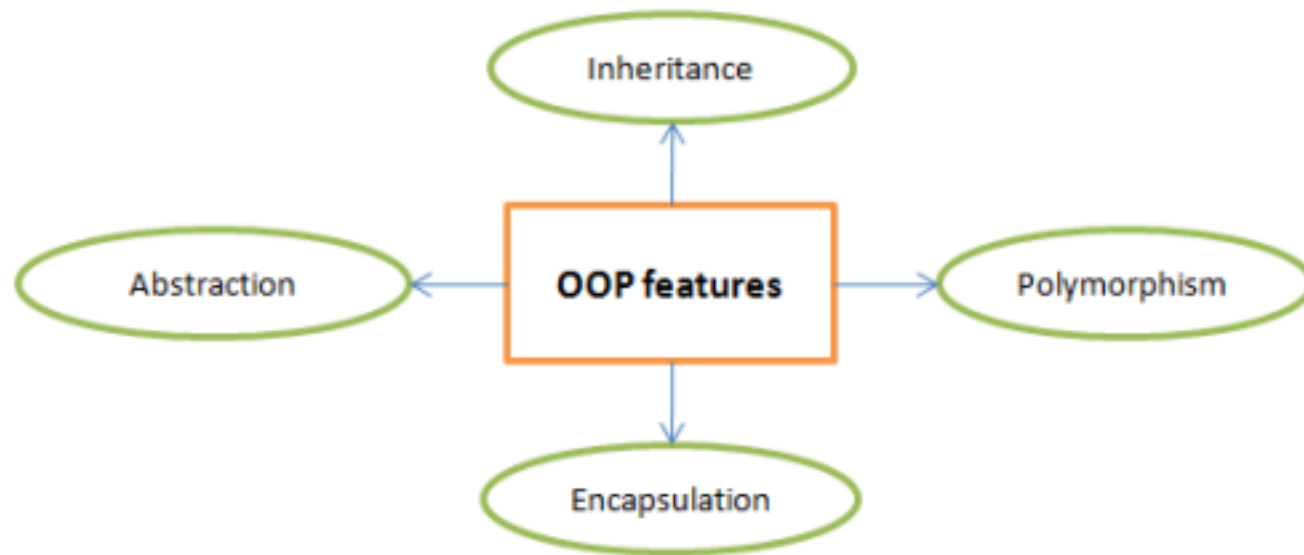 Inheritance
Abstraction
OOP features
Polymorphism
Encapsulation